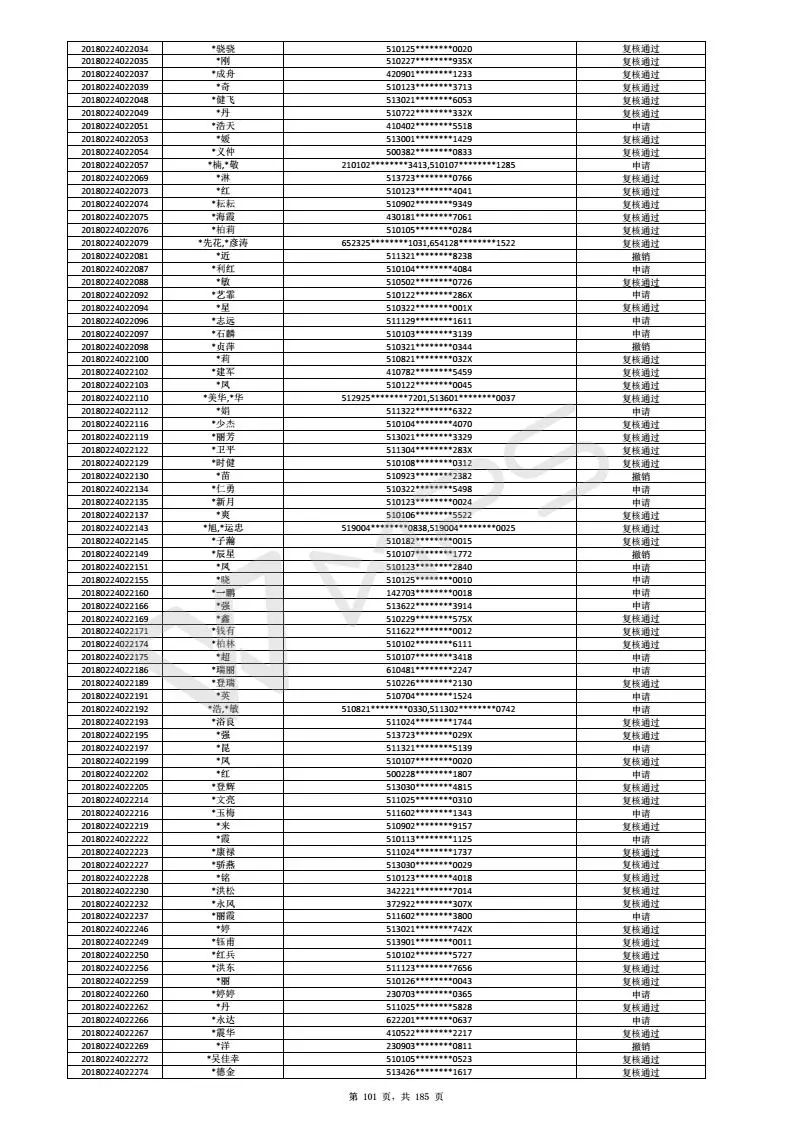 20180224022034 *骁骁 510125********0020 复核通过
20180224022035 *刚 510227********935X 复核通过
20180224022037 *成舟 420901********1233 复核通过
20180224022039 *奇 510123********3713 复核通过
20180224022048 *健飞 513021********6053 复核通过
20180224022049 *丹 510722********332X 复核通过
20180224022051 *浩天 410402********5518 申请
20180224022053 *媛 513001********1429 复核通过
20180224022054 *义仲 500382********0833 复核通过
20180224022057 *楠,*敬 210102********3413,510107********1285 申请
20180224022069 *淋 513723********0766 复核通过
20180224022073 *红 510123********4041 复核通过
20180224022074 *耘耘 510902********9349 复核通过
20180224022075 *海霞 430181********7061 复核通过
20180224022076 *柏莉 510105********0284 复核通过
20180224022079 *先花,*彦涛 652325********1031,654128********1522 复核通过
20180224022081 *近 511321********8238 撤销
20180224022087 *利红 510104********4084 申请
20180224022088 *敏 510502********0726 复核通过
20180224022092 *艺霏 510122********286X 申请
20180224022094 *星 510322********001X 复核通过
20180224022096 *志远 511129********1611 申请
20180224022097 *石麟 510103********3139 申请
20180224022098 *贞萍 510321********0344 撤销
20180224022100 *莉 510821********032X 复核通过
20180224022102 *建军 410782********5459 复核通过
20180224022103 *凤 510122********0045 复核通过
20180224022110 *美华,*华 512925********7201,513601********0037 复核通过
20180224022112 *娟 511322********6322 申请
20180224022116 *少杰 510104********4070 复核通过
20180224022119 *丽芳 513021********3329 复核通过
20180224022122 *卫平 511304********283X 复核通过
20180224022129 *时健 510108********0312 复核通过
20180224022130 *苗 510923********2382 撤销
20180224022134 *仁勇 510322********5498 申请
20180224022135 *新月 510123********0024 申请
20180224022137 *爽 510106********5522 复核通过
20180224022143 *旭,*运忠 519004********0838,519004********0025 复核通过
20180224022145 *子瀚 510182********0015 复核通过
20180224022149 *辰星 510107********1772 撤销
20180224022151 *凤 510123********2840 申请
20180224022155 *晓 510125********0010 申请
20180224022160 *一鹏 142703********0018 申请
20180224022166 *强 513622********3914 申请
20180224022169 *鑫 510229********575X 复核通过
20180224022171 *钱有 511622********0012 复核通过
20180224022174 *柏林 510102********6111 复核通过
20180224022175 *超 510107********3418 申请
20180224022186 *瑞丽 610481********2247 申请
20180224022189 *登瑞 510226********2130 复核通过
20180224022191 *英 510704********1524 申请
20180224022192 *浩,*敏 510821********0330,511302********0742 申请
20180224022193 *浴良 511024********1744 复核通过
20180224022195 *强 513723********029X 复核通过
20180224022197 *昆 511321********5139 申请
20180224022199 *凤 510107********0020 复核通过
20180224022202 *红 500228********1807 申请
20180224022205 *登辉 513030********4815 复核通过
20180224022214 *文亮 511025********0310 复核通过
20180224022216 *玉梅 511602********1343 申请
20180224022219 *来 510902********9157 复核通过
20180224022222 *霞 510113********1125 申请
20180224022223 *康禄 511024********1737 复核通过
20180224022227 *骄燕 513030********0029 复核通过
20180224022228 *铭 510123********4018 复核通过
20180224022230 *洪松 342221********7014 复核通过
20180224022232 *永风 372922********307X 复核通过
20180224022237 *丽霞 511602********3800 申请
20180224022246 *婷 513021********742X 复核通过
20180224022249 *钰甫 513901********0011 复核通过
20180224022250 *红兵 510102********5727 复核通过
20180224022256 *洪东 511123********7656 复核通过
20180224022259 *丽 510126********0043 复核通过
20180224022260 *婷婷 230703********0365 申请
20180224022262 *丹 511025********5828 复核通过
20180224022266 *永达 622201********0637 申请
20180224022267 *震华 410522********2217 复核通过
20180224022269 *洋 230903********0811 撤销
20180224022272 *吴佳幸 510105********0523 复核通过
20180224022274 *德金 513426********1617 复核通过
第 101 页，共 185 页